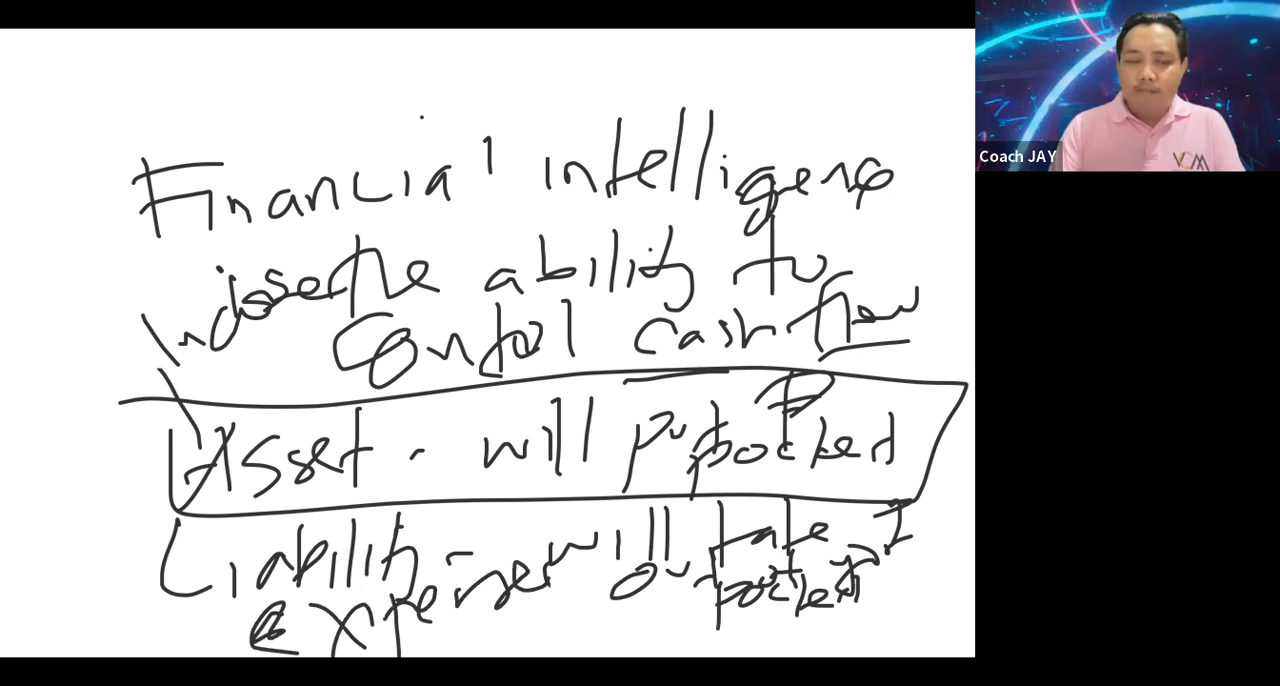 Financial intelligence
the ability to
Control cash flow
Asset - will put pocket
Liability - will take
expense out pocket
Coach JAY
VCM